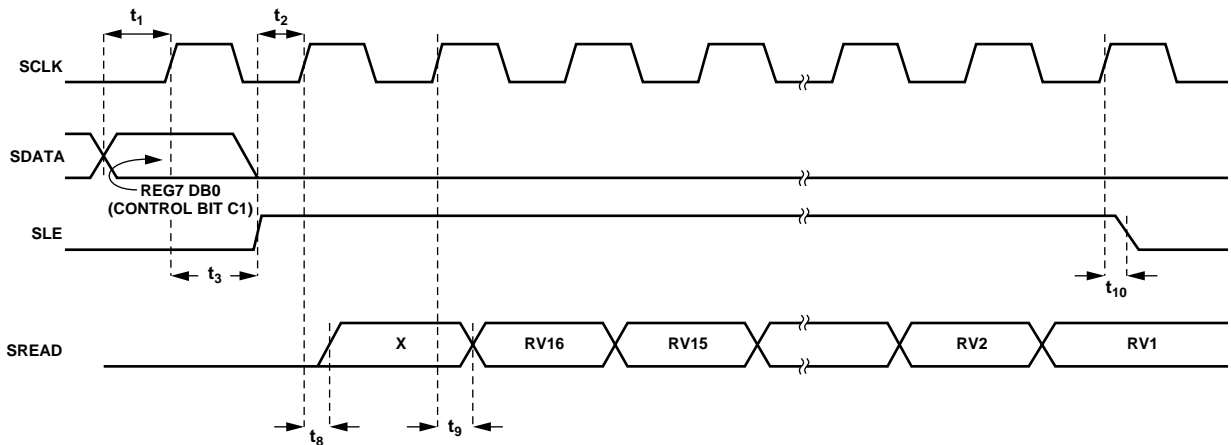 t1
t2
SCLK
SDATA
REG7 DB0
(CONTROL BIT C1)
SLE
t3
t10
SREAD
X
RV16
RV15
RV2
RV1
t8
t9